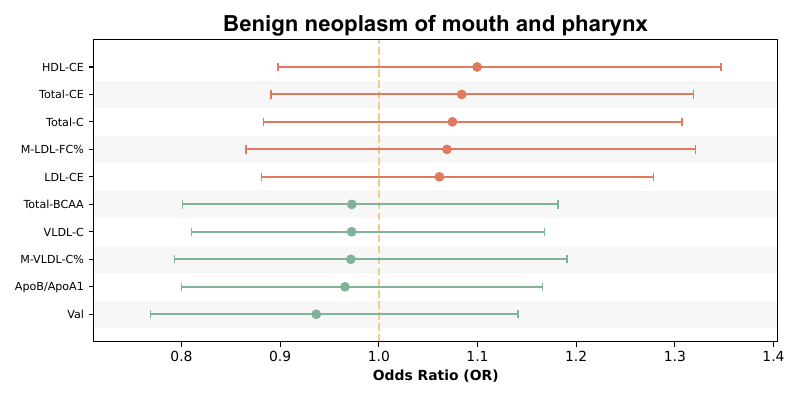 Benign neoplasm of mouth and pharynx
HDL-CE
Total-CE
Total-C
M-LDL-FC%
LDL-CE
Total-BCAA
VLDL-C
M-VLDL-C%
ApoB/ApoA1
Val
0.8 0.9 1.0 1.1 1.2 1.3 1.4
Odds Ratio (OR)